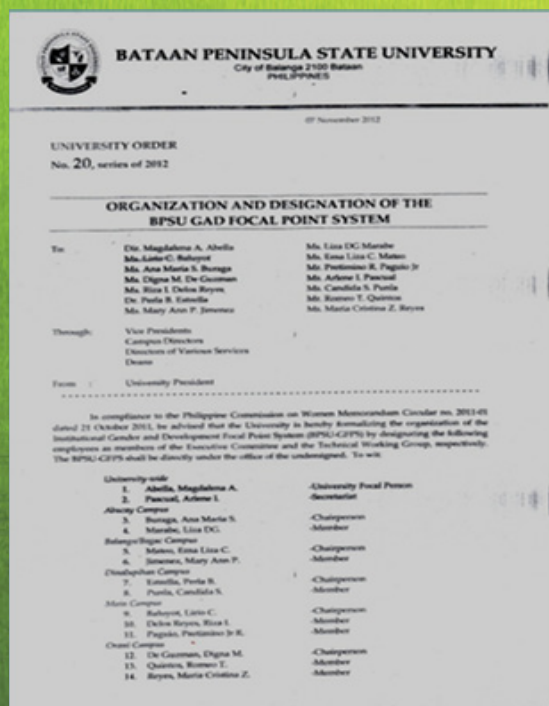 BATAAN PENINSULA STATE UNIVERSITY
City of Balanga 2100 Bataan
PHILIPPINES
07 November 2012
UNIVERSITY ORDER
No. 20, series of 2012
ORGANIZATION AND DESIGNATION OF THE
BPSU GAD FOCAL POINT SYSTEM
To: Dir. Magdalena A. Abella Ms. Liza DG Marabe
Ms. Lirio C. Baluyot Ms. Ema Liza C. Mateo
Ms. Ana Maria S. Buraga Mr. Pretimino R. Paguio Jr
Ms. Digna M. De Guzman Mr. Arlene I. Pascual
Ms. Riza I. Delos Reyes, Ms. Candida S. Punla
Dr. Perla B. Estrella Mr. Romeo T. Quintos
Ms. Mary Ann P. Jimenez Ms. Maria Cristina Z. Reyes
Through: Vice Presidents
Campus Directors
Directors of Various Services
Deans
From : University President
In compliance to the Philippine Commission on Women Memorandum Circular no. 2011-01
dated 21 October 2011, be advised that the University is hereby formalizing the organization of the
Institutional Gender and Development Focal Point System (BPSU-GFPS) by designating the following
employees as members of the Executive Committee and the Technical Working Group, respectively.
The BPSU-GFPS shall be directly under the office of the undersigned. To wit:
University-wide
1. Abella, Magdalena A. -University Focal Person
2. Pascual, Arlene I. -Secretariat
Abucay Campus
3. Buraga, Ana Maria S. -Chairperson
4. Marabe, Liza DG. -Member
Balanga/Bagac Campus
5. Mateo, Ema Liza C. -Chairperson
6. Jimenez, Mary Ann P. -Member
Dinalupihan Campus
7. Estrella, Perla B. -Chairperson
8. Punla, Candida S. -Member
Main Campus
9. Baluyot, Lirio C. -Chairperson
10. Delos Reyes, Riza I. -Member
11. Paguio, Pretimino Jr R. -Member
Orani Campus
12. De Guzman, Digna M. -Chairperson
13. Quintos, Romeo T. -Member
14. Reyes, Maria Cristina Z. -Member